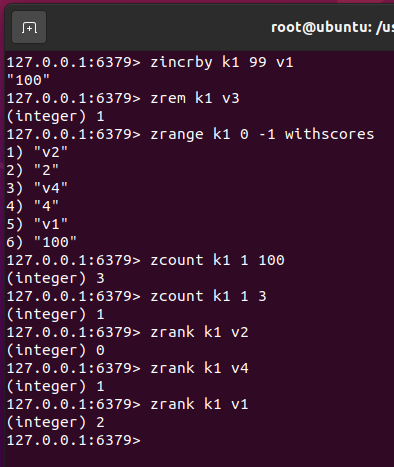 root@ubuntu: /us
127.0.0.1:6379> zincrby k1 99 v1
"100"
127.0.0.1:6379> zrem k1 v3
(integer) 1
127.0.0.1:6379> zrange k1 0 -1 withscores
1) "v2"
2) "2"
3) "v4"
4) "4"
5) "v1"
6) "100"
127.0.0.1:6379> zcount k1 1 100
(integer) 3
127.0.0.1:6379> zcount k1 1 3
(integer) 1
127.0.0.1:6379> zrank k1 v2
(integer) 0
127.0.0.1:6379> zrank k1 v4
(integer) 1
127.0.0.1:6379> zrank k1 v1
(integer) 2
127.0.0.1:6379>